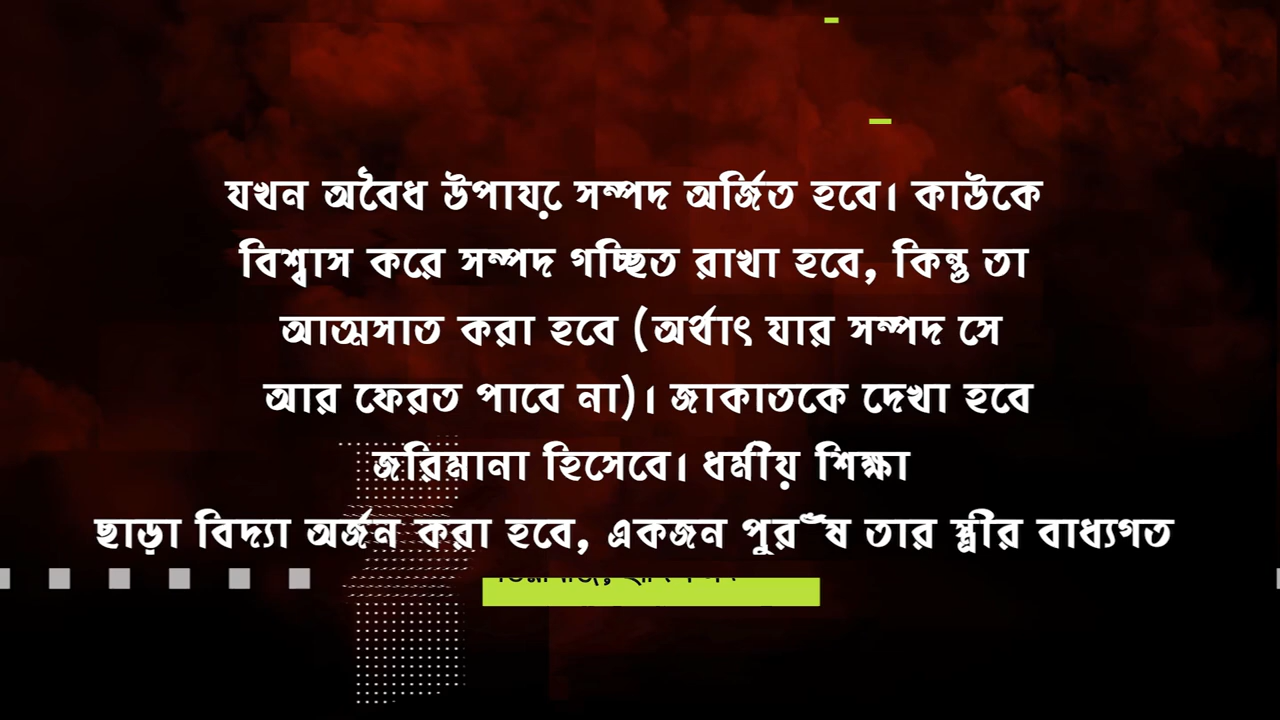 যখন অবৈধ উপায়ে সম্পদ অর্জিত হবে। কাউকে
বিশ্বাস করে সম্পদ গচ্ছিত রাখা হবে, কিন্তু তা
আত্মসাত করা হবে (অর্থাৎ যার সম্পদ সে
আর ফেরত পাবে না)। জাকাতকে দেখা হবে
জরিমানা হিসেবে। ধর্মীয় শিক্ষা
ছাড়া বিদ্যা অর্জন করা হবে, একজন পুরুষ তার স্ত্রীর বাধ্যগত